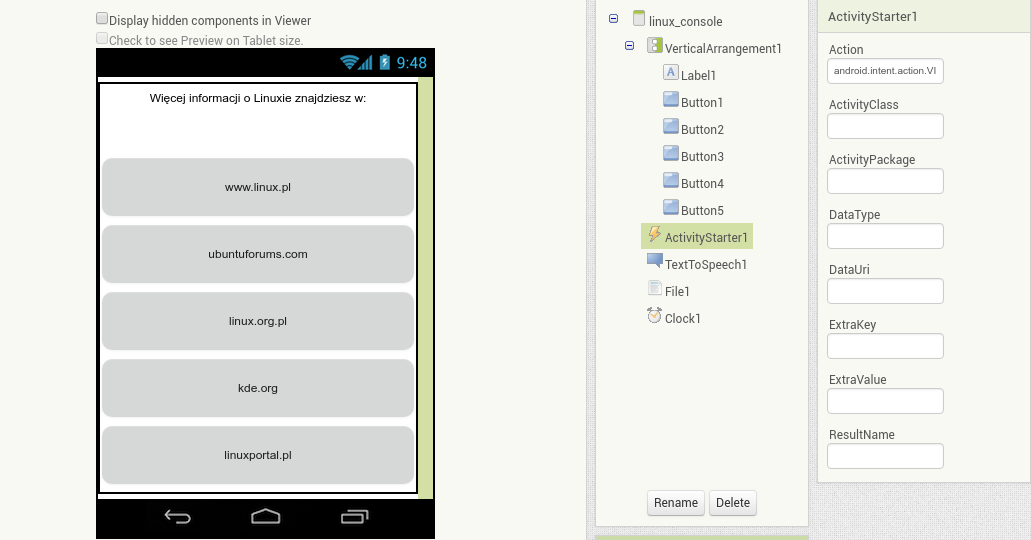 Display hidden components in Viewer
Check to see Preview on Tablet size.
9:48
Więcej informacji o Linuxie znajdziesz w:
www.linux.pl
ubuntuforums.com
linux.org.pl
kde.org
linuxportal.pl
linux_console
VerticalArrangement1
A Label1
Button1
Button2
Button3
Button4
Button5
ActivityStarter1
TextToSpeech1
File1
Clock1
Rename Delete
ActivityStarter1
Action
android.intent.action.VI
ActivityClass
ActivityPackage
DataType
DataUri
ExtraKey
ExtraValue
ResultName